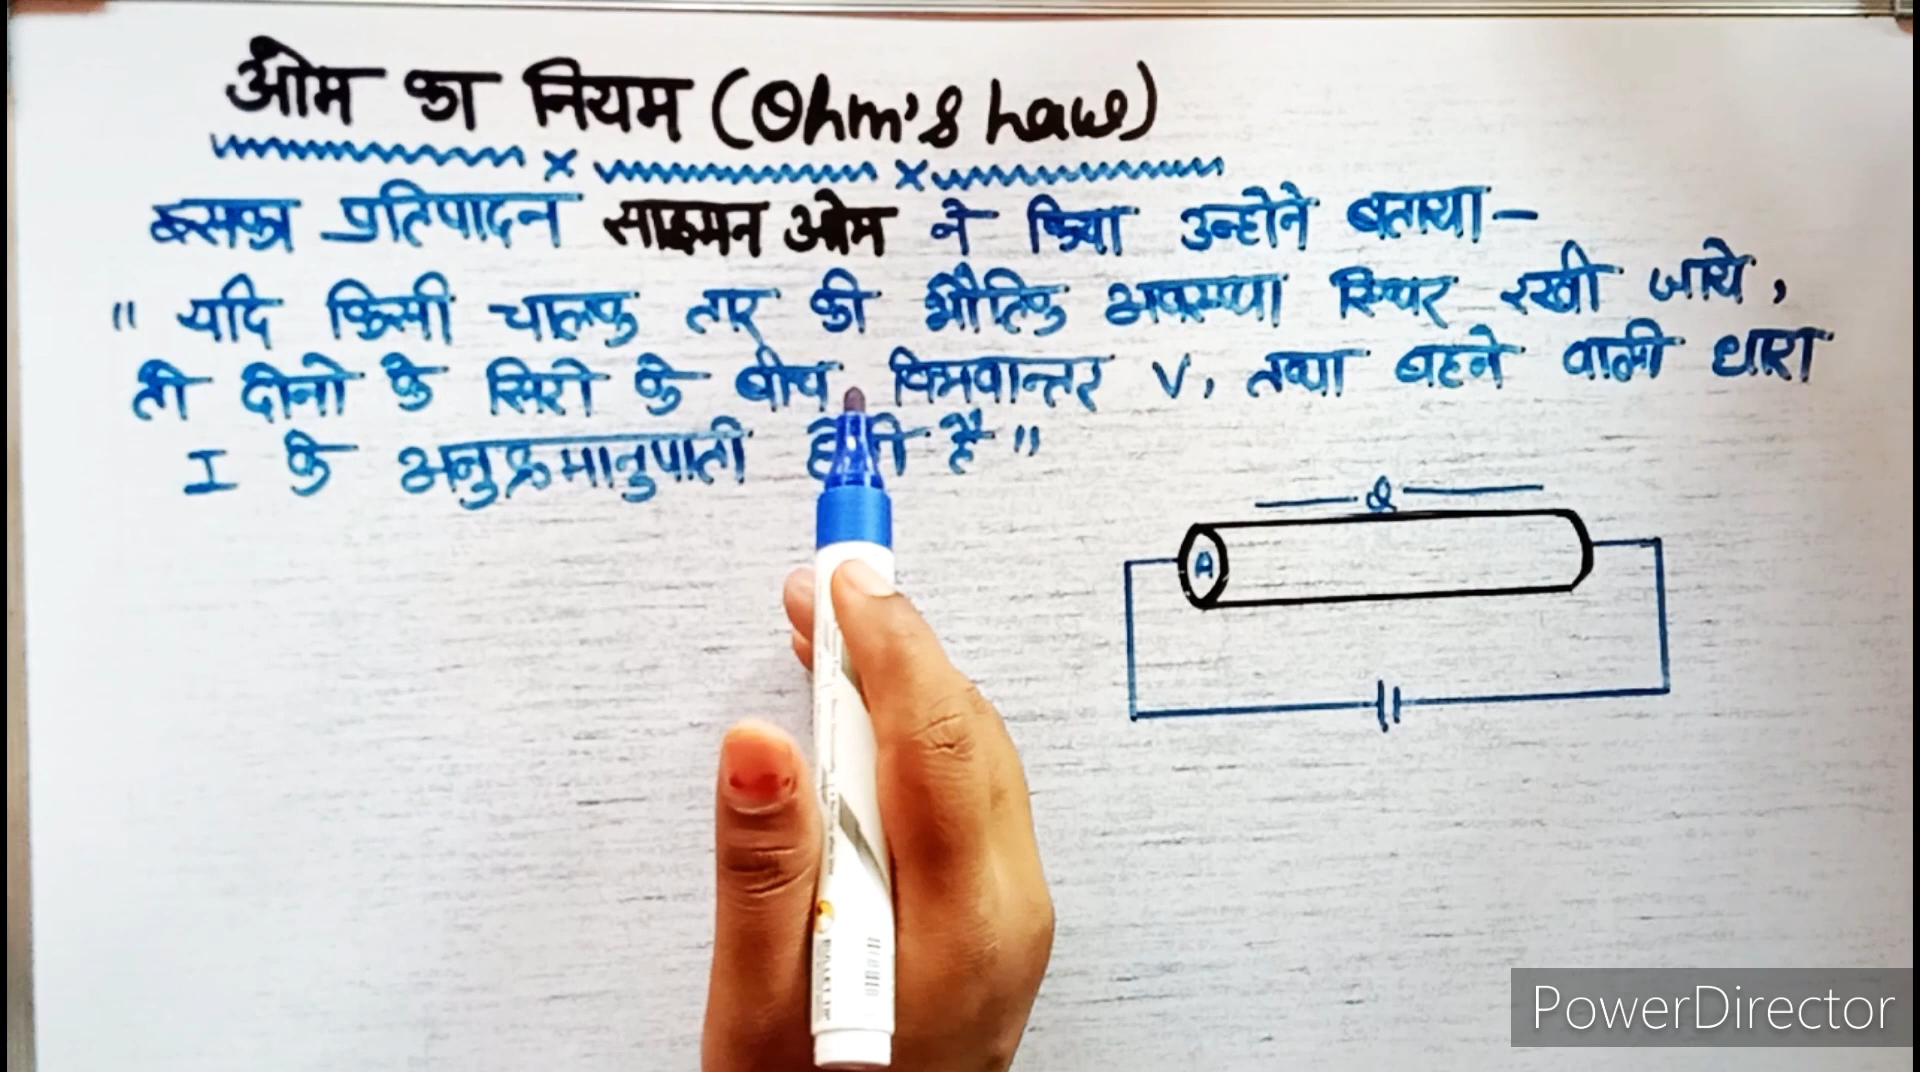 ओम का नियम (Ohm's Law)
इसका प्रतिपादन साइमन ओम ने किया उन्होने बताया-
" यदि किसी चालक तार की भौतिक अवस्था स्थिर रखी जाये,
तो दोनो के सिरो के बीच विभवान्तर V, तथा बहने वाली धारा
I के अनुक्रमानुपाती होती है "
l
A
PowerDirector